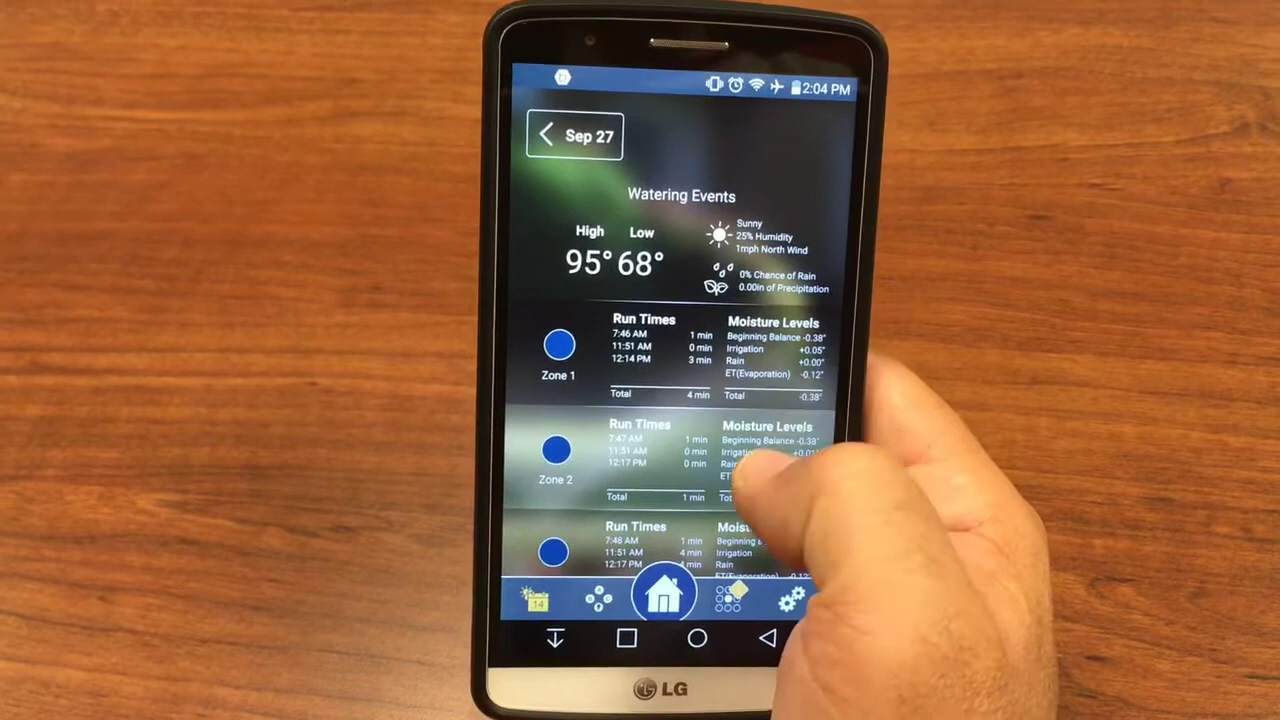 2:04 PM
Sep 27
Watering Events
High Low
95° 68°
Sunny
25% Humidity
1mph North Wind
0% Chance of Rain
0.00in of Precipitation
Run Times
7:46 AM 1 min
11:51 AM 0 min
12:14 PM 3 min
Total 4 min
Moisture Levels
Beginning Balance -0.38"
Irrigation +0.05"
Rain +0.00"
ET(Evaporation) -0.12"
Total -0.38"
Zone 1
Run Times
7:47 AM 1 min
11:51 AM 0 min
12:17 PM 0 min
Total 1 min
Moisture Levels
Beginning Balance -0.38"
Zone 2
Run Times
7:48 AM 1 min
11:51 AM 4 min
12:17 PM
Irrigation
Rain
ET(Evaporation) -0.12"
14
LG